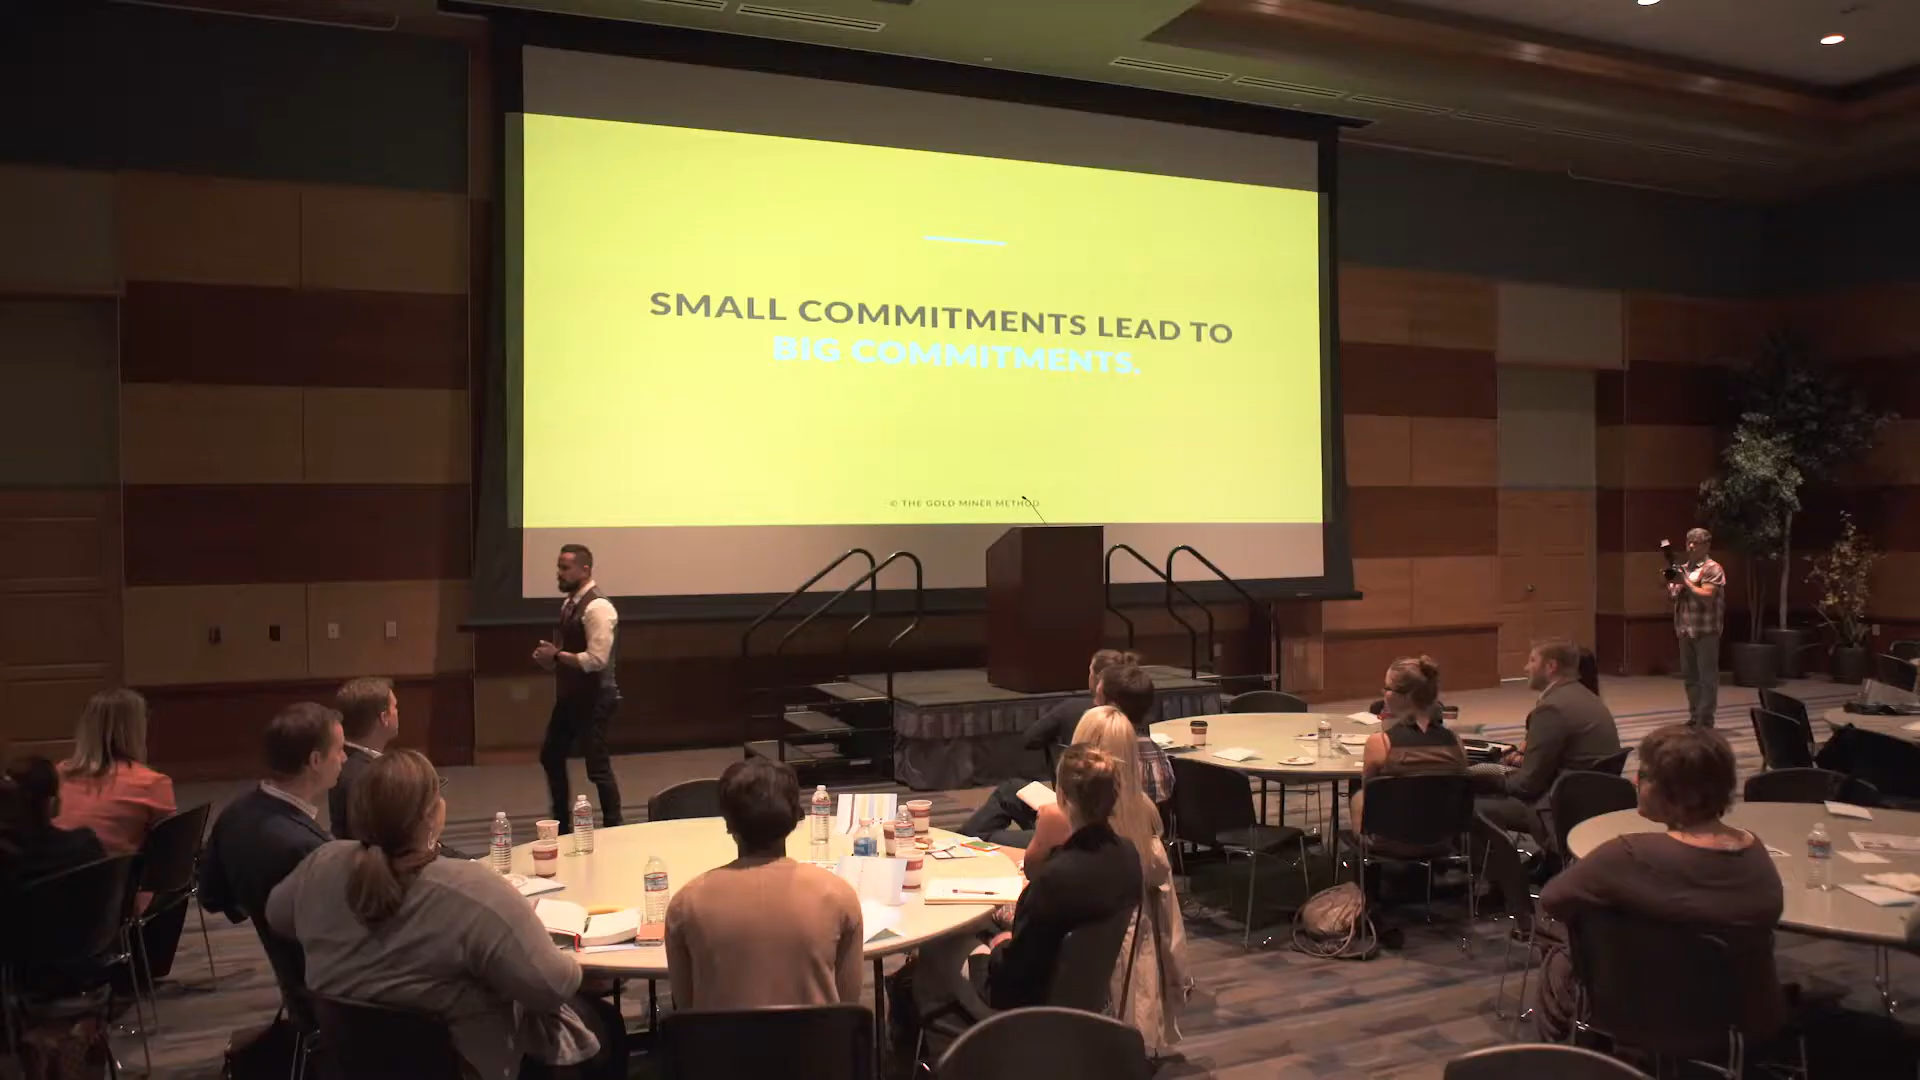 SMALL COMMITMENTS LEAD TO
BIG COMMITMENTS.
© THE GOLD MINER METHOD